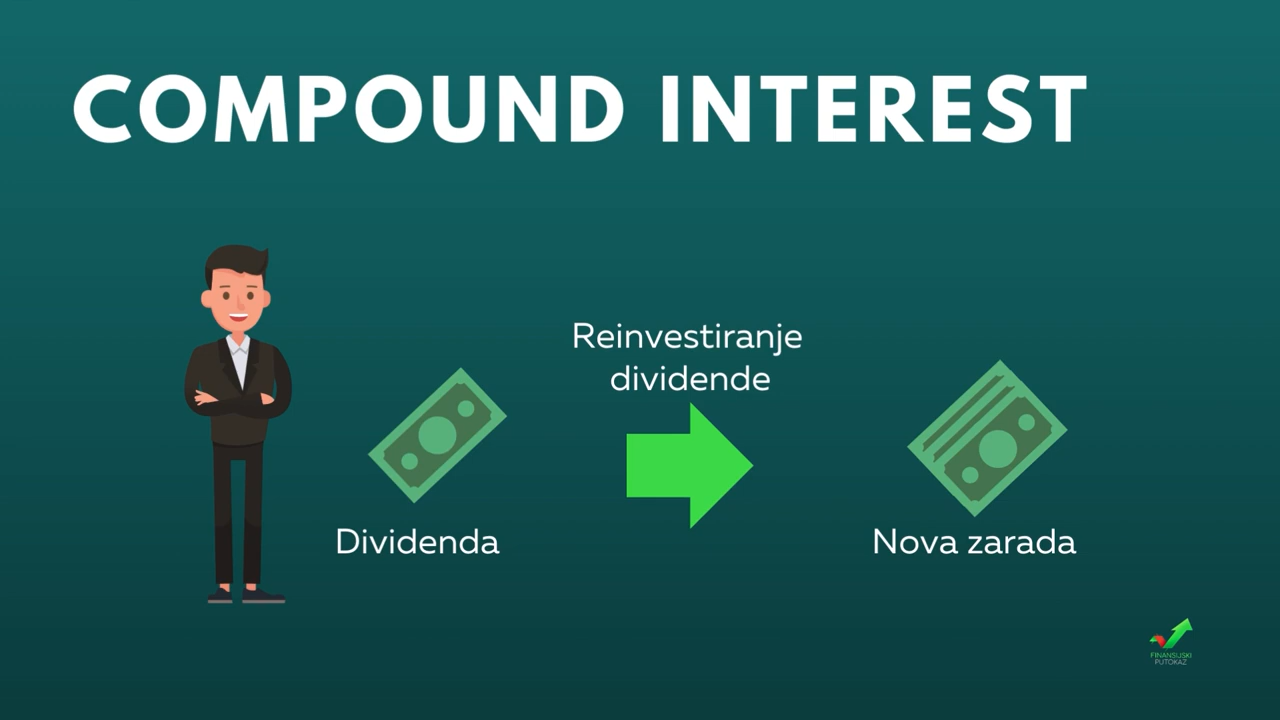 COMPOUND INTEREST
Reinvestiranje
dividende
Dividenda
Nova zarada
FINANSIJSKI
PUTOKAZ